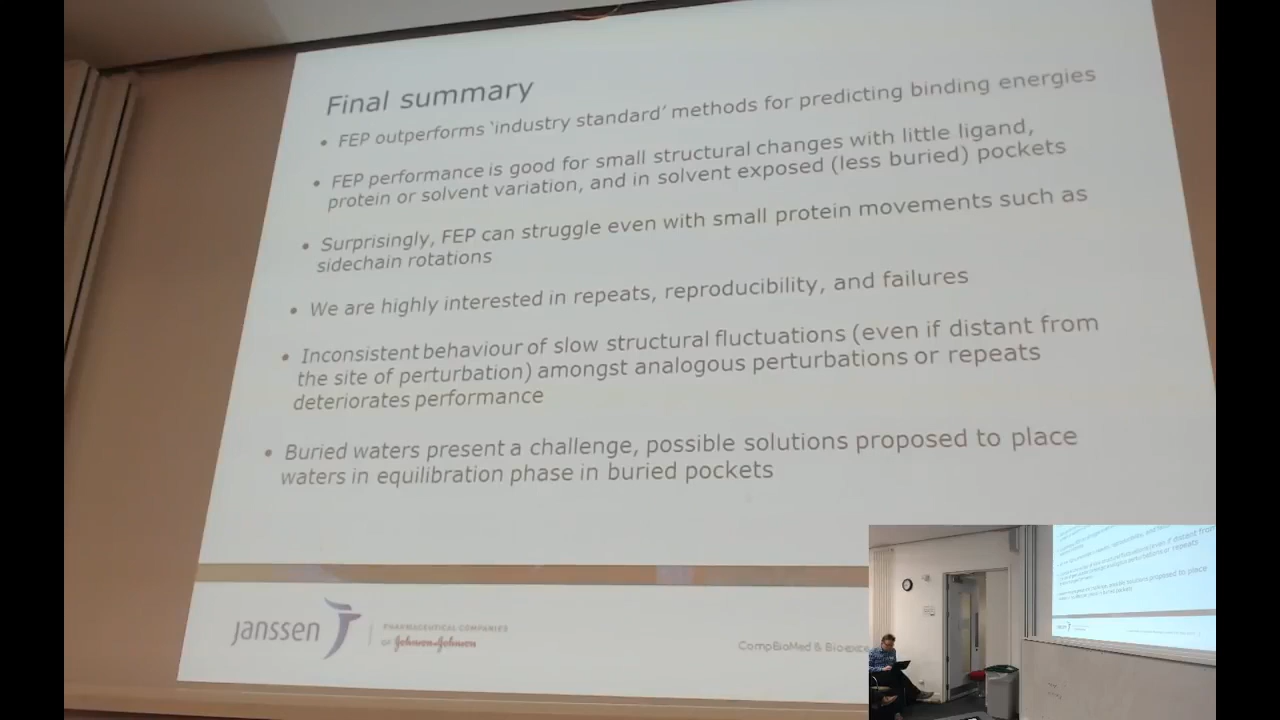 Final summary
• FEP outperforms ‘industry standard’ methods for predicting binding energies
• FEP performance is good for small structural changes with little ligand,
protein or solvent variation, and in solvent exposed (less buried) pockets
• Surprisingly, FEP can struggle even with small protein movements such as
sidechain rotations
• We are highly interested in repeats, reproducibility, and failures
• Inconsistent behaviour of slow structural fluctuations (even if distant from
the site of perturbation) amongst analogous perturbations or repeats
deteriorates performance
• Buried waters present a challenge, possible solutions proposed to place
waters in equilibration phase in buried pockets
janssen
PHARMACEUTICAL COMPANIES
OF Johnson & Johnson
CompBioMed &